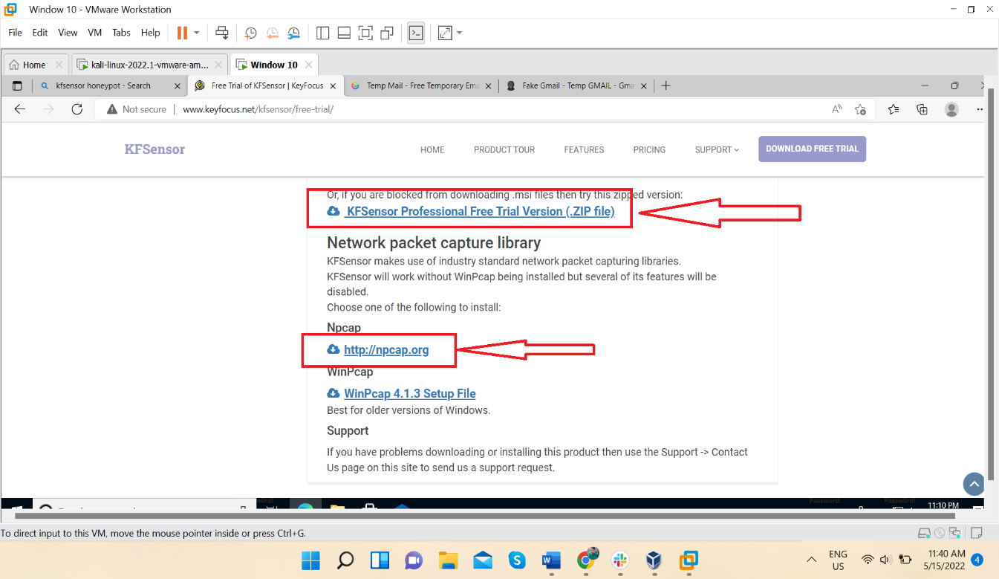 Window 10 - VMware Workstation
File Edit View VM Tabs Help
Home kali-linux-2022.1-vmware-am... Window 10
kfsensor honeypot - Search Free Trial of KFSensor | KeyFocus Temp Mail - Free Temporary Ema Fake Gmail - Temp GMAIL - Gma
Not secure www.keyfocus.net/kfsensor/free-trial/
KFSensor HOME PRODUCT TOUR FEATURES PRICING SUPPORT DOWNLOAD FREE TRIAL
Or, if you are blocked from downloading .msi files then try this zipped version:
KFSensor Professional Free Trial Version (.ZIP file)
Network packet capture library
KFSensor makes use of industry standard network packet capturing libraries.
KFSensor will work without WinPcap being installed but several of its features will be
disabled.
Choose one of the following to install:
Npcap
http://npcap.org
WinPcap
WinPcap 4.1.3 Setup File
Best for older versions of Windows.
Support
If you have problems downloading or installing this product then use the Support -> Contact
Us page on this site to send us a support request.
11:10 PM
To direct input to this VM, move the mouse pointer inside or press Ctrl+G.
ENG
US
11:40 AM
5/15/2022
4